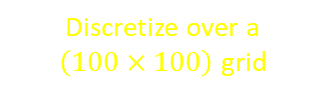 Discretize over a
(100 × 100) grid